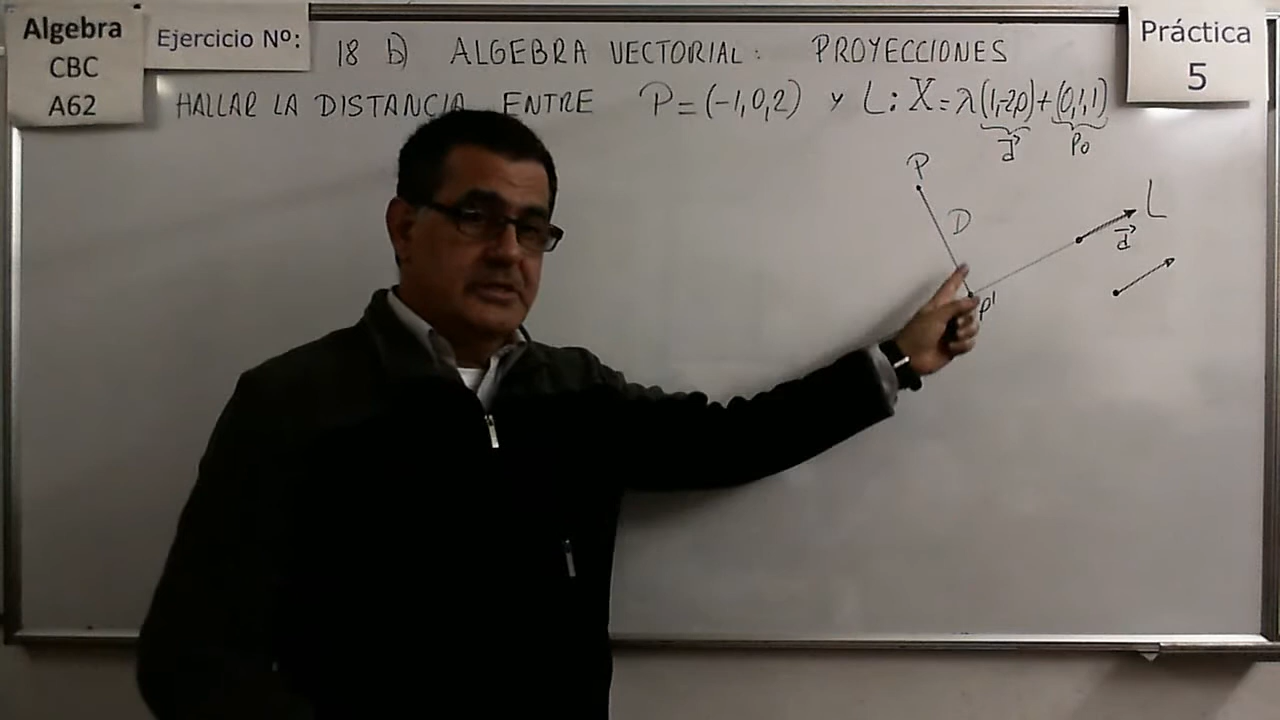 Algebra
CBC
A62
Ejercicio Nº:
18 b) ALGEBRA VECTORIAL: PROYECCIONES
Práctica
5
HALLAR LA DISTANCIA ENTRE P=(-1,0,2) y L: X=λ(1,-2,0)+(0,1,1)
d P0
P
D
L
d
P'